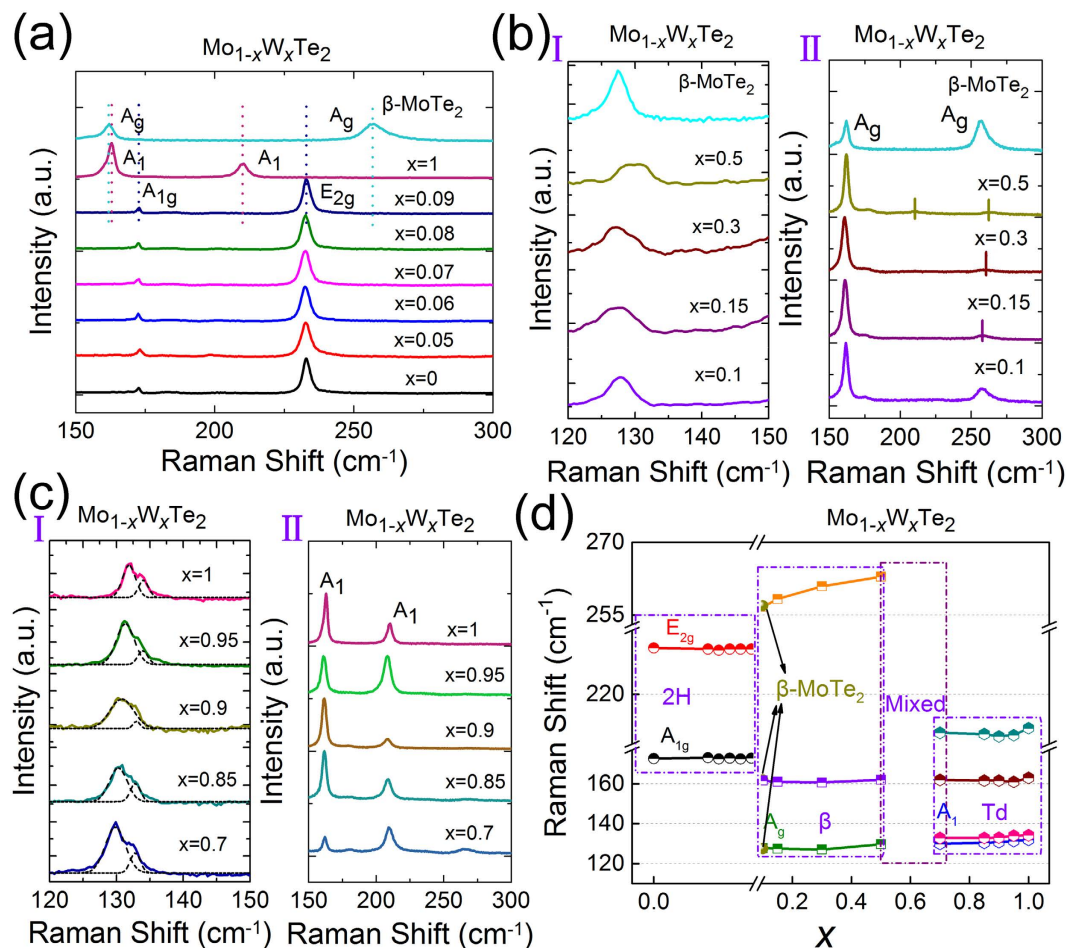 (a)
Mo1-xWxTe2
β-MoTe2
Ag
Ag
A1
A1
x=1
A1g
E2g
x=0.09
x=0.08
x=0.07
x=0.06
x=0.05
x=0
Intensity (a.u.)
150 200 250 300
Raman Shift (cm-1)
(b)
I
Mo1-xWxTe2
β-MoTe2
x=0.5
x=0.3
x=0.15
x=0.1
Intensity (a.u.)
120 130 140 150
Raman Shift (cm-1)
II
Mo1-xWxTe2
β-MoTe2
Ag
Ag
x=0.5
x=0.3
x=0.15
x=0.1
Intensity (a.u.)
150 200 250 300
Raman Shift (cm-1)
(c)
I
Mo1-xWxTe2
x=1
x=0.95
x=0.9
x=0.85
x=0.7
Intensity (a.u.)
130 140 150
Raman Shift (cm-1)
II
Mo1-xWxTe2
A1
A1
x=1
x=0.95
x=0.9
x=0.85
x=0.7
Intensity (a.u.)
150 200 250 300
Raman Shift (cm-1)
(d)
Mo1-xWxTe2
270
255
220
160
140
130
120
Raman Shift (cm-1)
E2g
2H
A1g
β-MoTe2
Mixed
Ag
β
A1
Td
0.0 0.2 0.4 0.6 0.8 1.0
x